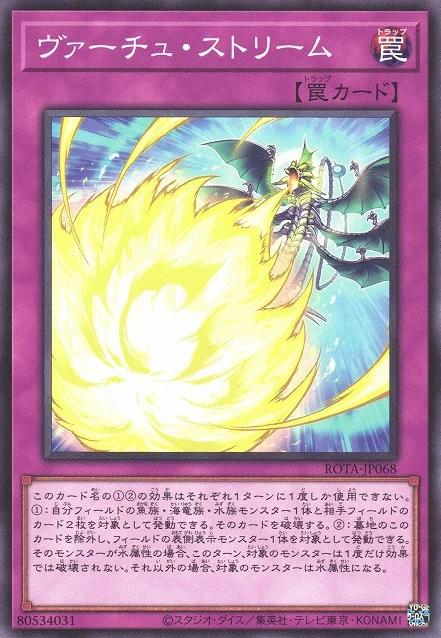 ヴァーチュ・ストリーム
罠
トラップ
【罠カード】
トラップ
ROTA-JP068
このカード名の①②の効果はそれぞれ1ターンに1度しか使用できない。
①:自分フィールドの魚族・海竜族・水族モンスター1体と相手フィールドの
カード2枚を対象として発動できる。そのカードを破壊する。②:墓地のこの
カードを除外し、フィールドの表側表示モンスター1体を対象として発動できる。
そのモンスターが水属性の場合、このターン、対象のモンスターは1度だけ効果
では破壊されない。それ以外の場合、対象のモンスターは水属性になる。
80534031
©スタジオ・ダイス/集英社・テレビ東京・KONAMI